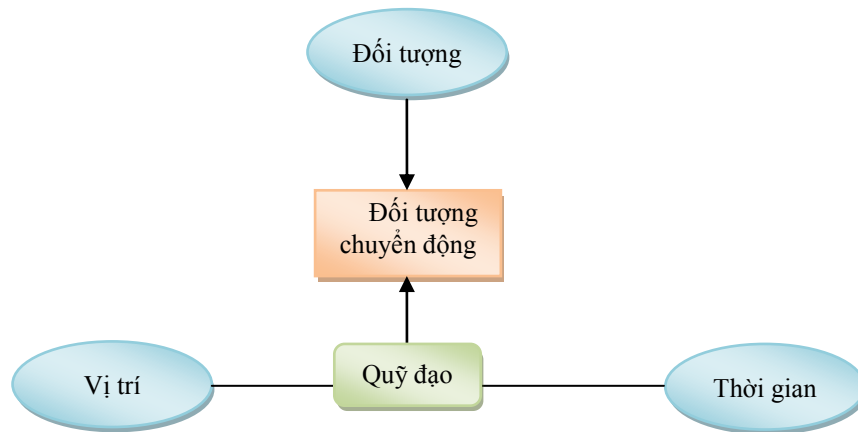 Đối tượng
Đối tượng
chuyển động
Vị trí
Quỹ đạo
Thời gian